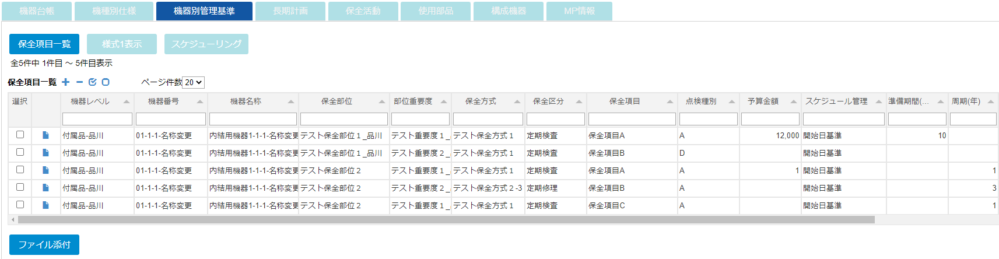 機器台帳 機種別仕様 機器別管理基準 長期計画 保全活動 使用部品 構成機器 MP情報
保全項目一覧 様式1表示 スケジューリング
全5件中 1件目 ～ 5件目表示
保全項目一覧 ページ件数 20
選択 機器レベル 機器番号 機器名称 保全部位 部位重要度 保全方式 保全区分 保全項目 点検種別 予算金額 スケジュール管理 準備期間(... 周期(年)
付属品-品川 01-1-1-名称変更 内結用機器1-1-1-名称変更 テスト保全部位１_品川 テスト重要度１_ テスト保全方式１ 定期検査 保全項目A A 12,000 開始日基準 10
付属品-品川 01-1-1-名称変更 内結用機器1-1-1-名称変更 テスト保全部位１_品川 テスト重要度２_ テスト保全方式１ 定期検査 保全項目B D 開始日基準
付属品-品川 01-1-1-名称変更 内結用機器1-1-1-名称変更 テスト保全部位２ テスト重要度１_ テスト保全方式１ 定期検査 保全項目A A 1 開始日基準 1
付属品-品川 01-1-1-名称変更 内結用機器1-1-1-名称変更 テスト保全部位２ テスト重要度２_ テスト保全方式２-3 定期修理 保全項目B A 開始日基準 3
付属品-品川 01-1-1-名称変更 内結用機器1-1-1-名称変更 テスト保全部位２ テスト重要度１_ テスト保全方式１ 定期検査 保全項目C A 開始日基準 1
ファイル添付